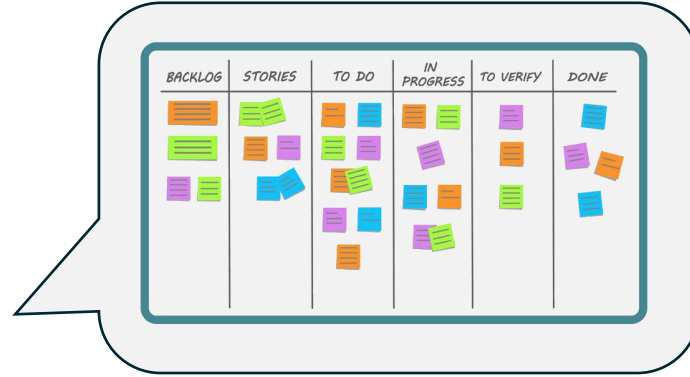 BACKLOG
STORIES
TO DO
IN
PROGRESS
TO VERIFY
DONE